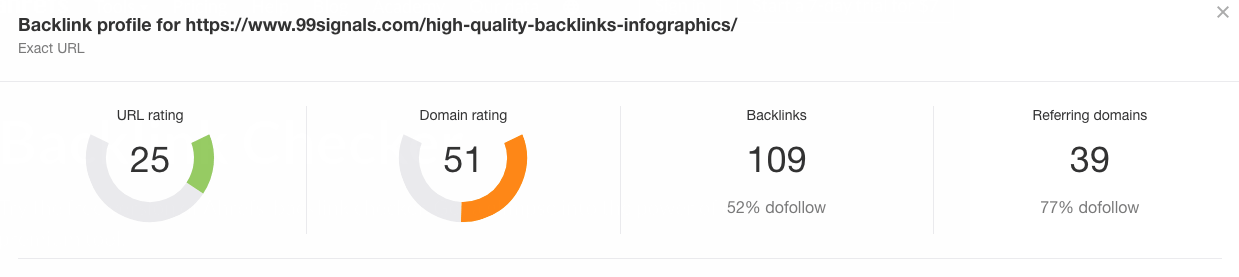 Backlink profile for https://www.99signals.com/high-quality-backlinks-infographics/
Exact URL
URL rating
25
Domain rating
51
Backlinks
109
52% dofollow
Referring domains
39
77% dofollow